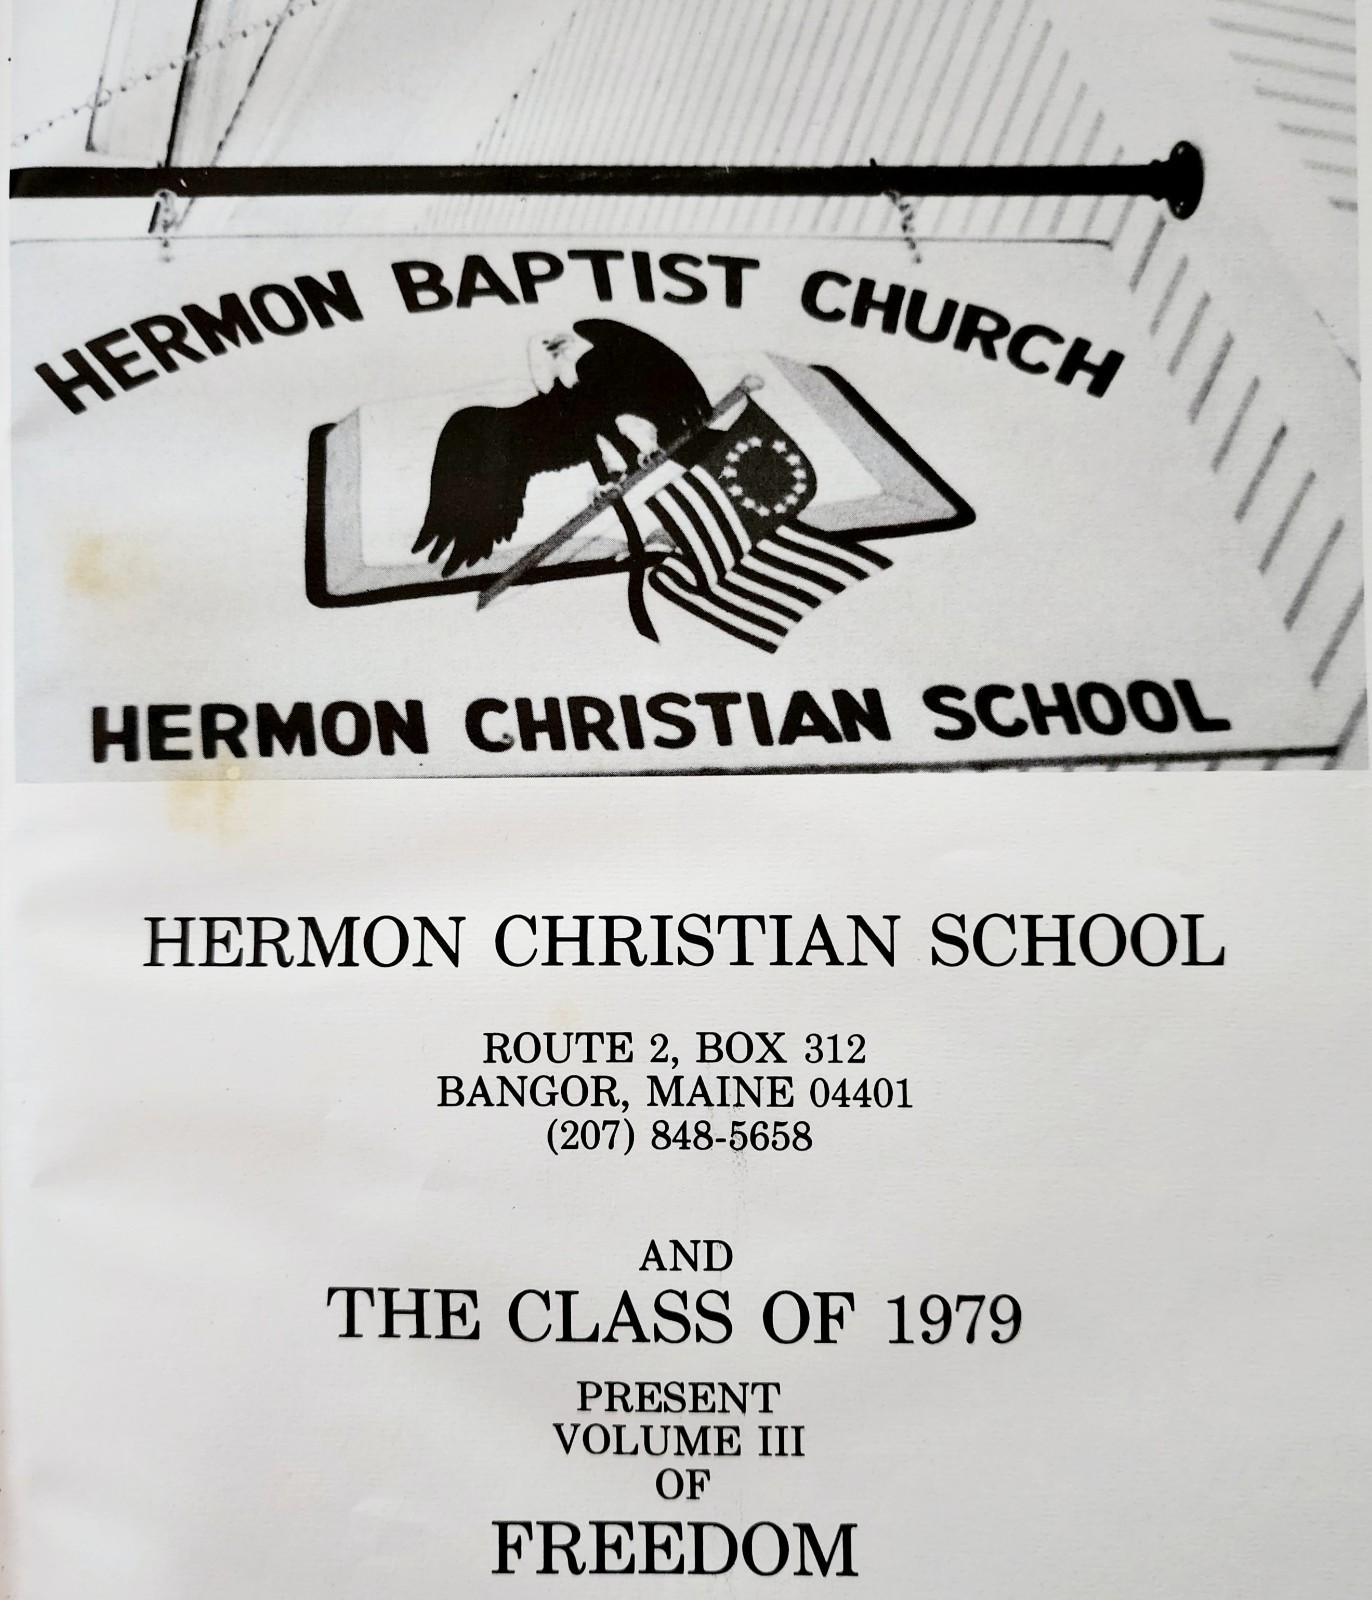 HERMON BAPTIST CHURCH
HERMON CHRISTIAN SCHOOL
HERMON CHRISTIAN SCHOOL
ROUTE 2, BOX 312
BANGOR, MAINE 04401
(207) 848-5658
AND
THE CLASS OF 1979
PRESENT
VOLUME III
OF
FREEDOM